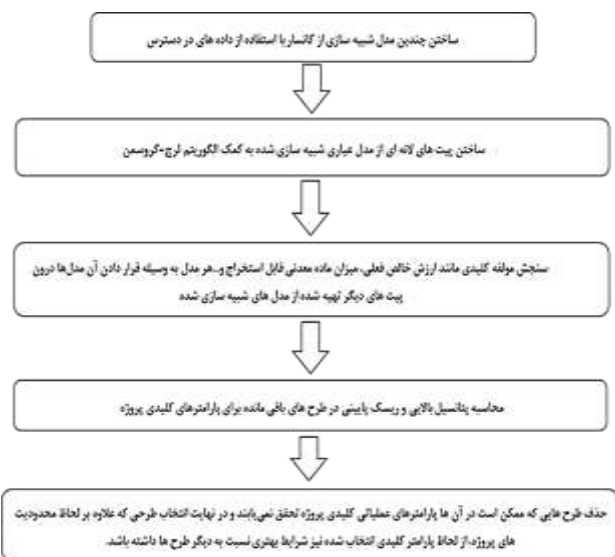 ساختن چندین مدل شبیه سازی از کانسار با استفاده از داده های در دسترس
ساختن پیت های لانه ای از مدل عیاری شبیه سازی شده به کمک الگوریتم لرچ-گروسمن
سنجش مولفه کلیدی مانند ارزش خالص فعلی، میزان ماده معدنی قابل استخراج و..هر مدل به وسیله قرار دادن آن مدل‌ها درون
پیت های دیگر تهیه شده از مدل های شبیه سازی شده
محاسبه پتانسیل بالایی و ریسک پایینی در طرح های باقی مانده برای پارامترهای کلیدی پروژه
حذف طرح هایی که ممکن است در آن ها پارامترهای عملیاتی کلیدی پروژه تحقق نمی‌یابند و در نهایت انتخاب طرحی که علاوه بر لحاظ محدودیت
های پروژه، از لحاظ پارامتر کلیدی انتخاب شده نیز شرایط بهتری نسبت به دیگر طرح ها داشته باشد.